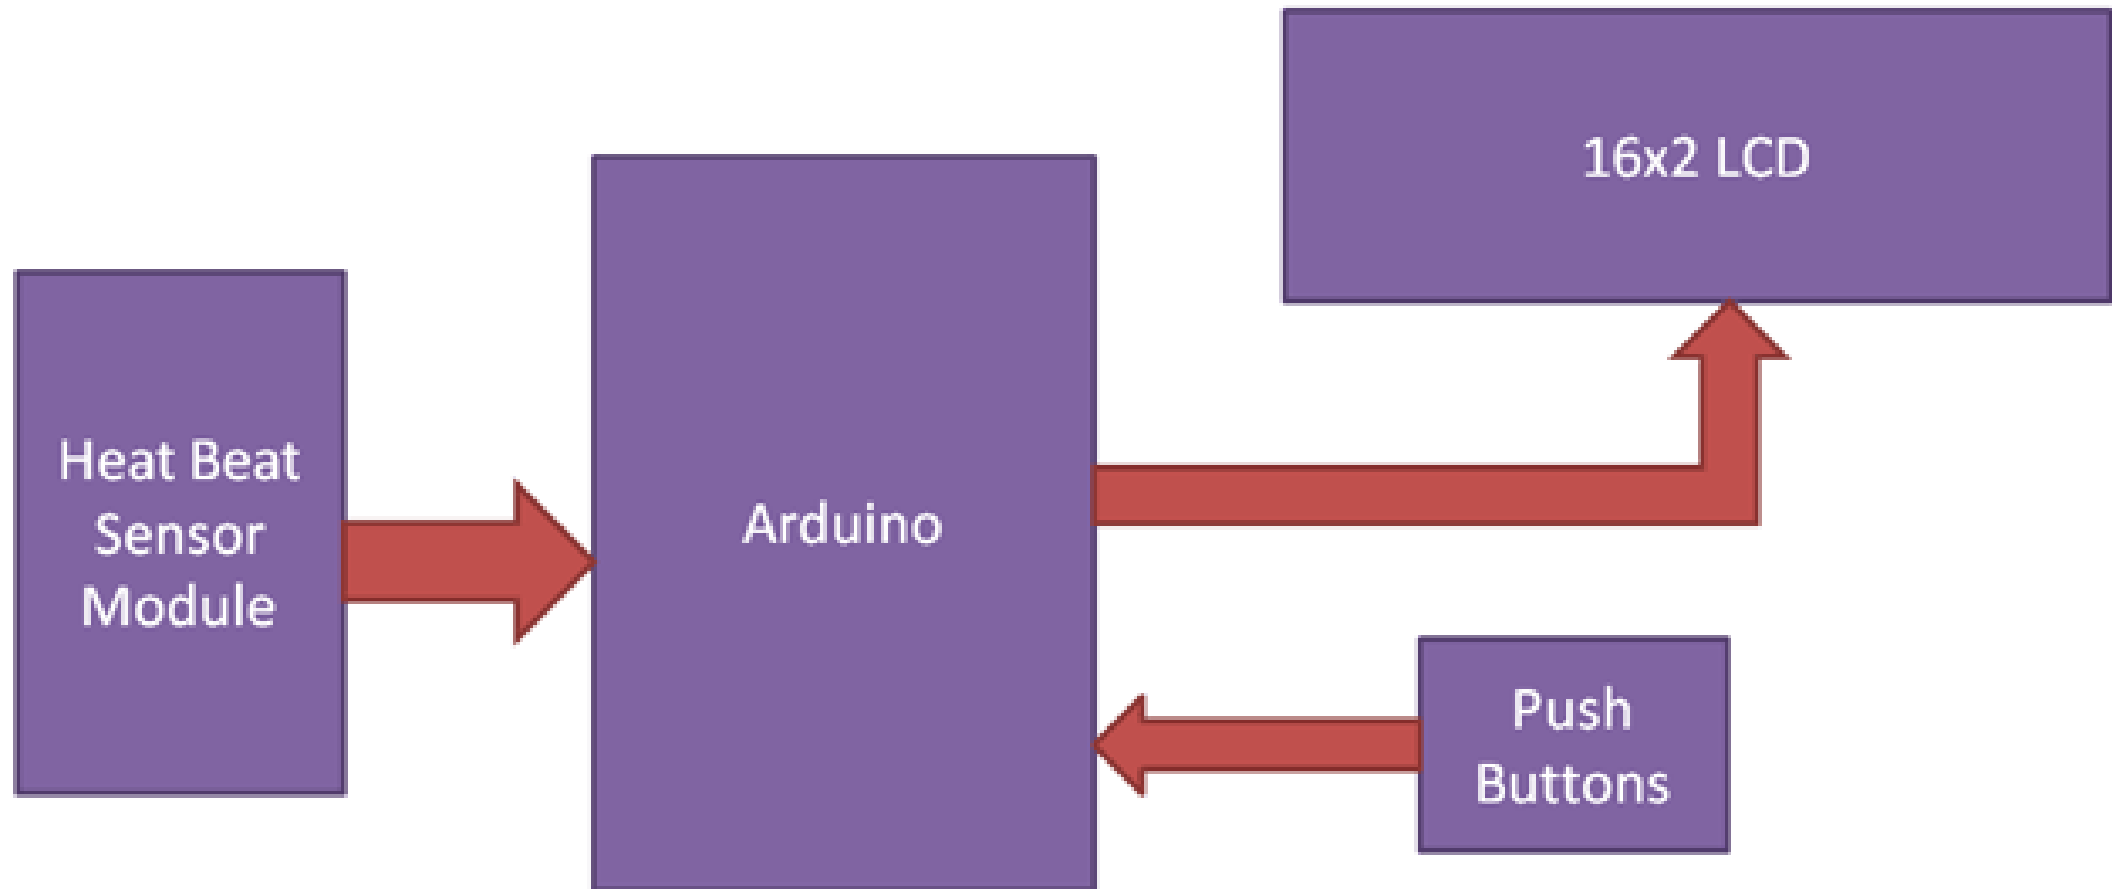 16x2 LCD
Heat Beat
Sensor
Module
Arduino
Push
Buttons